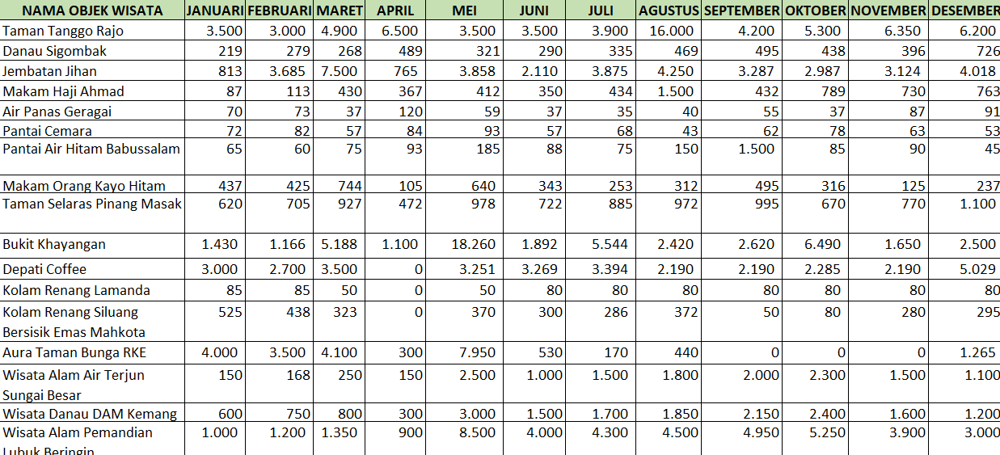 NAMA OBJEK WISATA JANUARI FEBRUARI MARET APRIL MEI JUNI JULI AGUSTUS SEPTEMBER OKTOBER NOVEMBER DESEMBER
Taman Tanggo Rajo 3.500 3.000 4.900 6.500 3.500 3.500 3.900 16.000 4.200 5.300 6.350 6.200
Danau Sigombak 219 279 268 489 321 290 335 469 495 438 396 726
Jembatan Jihan 813 3.685 7.500 765 3.858 2.110 3.875 4.250 3.287 2.987 3.124 4.018
Makam Haji Ahmad 87 113 430 367 412 350 434 1.500 432 789 730 763
Air Panas Geragai 70 73 37 120 59 37 35 40 55 37 87 91
Pantai Cemara 72 82 57 84 93 57 68 43 62 78 63 53
Pantai Air Hitam Babussalam 65 60 75 93 185 88 75 150 1.500 85 90 45
Makam Orang Kayo Hitam 437 425 744 105 640 343 253 312 495 316 125 237
Taman Selaras Pinang Masak 620 705 927 472 978 722 885 972 995 670 770 1.100
Bukit Khayangan 1.430 1.166 5.188 1.100 18.260 1.892 5.544 2.420 2.620 6.490 1.650 2.500
Depati Coffee 3.000 2.700 3.500 0 3.251 3.269 3.394 2.190 2.190 2.285 2.190 5.029
Kolam Renang Lamanda 85 85 50 0 50 80 80 80 80 80 80 80
Kolam Renang Siluang 525 438 323 0 370 300 286 372 50 80 280 295
Bersisik Emas Mahkota
Aura Taman Bunga RKE 4.000 3.500 4.100 300 7.950 530 170 440 0 0 0 1.265
Wisata Alam Air Terjun 150 168 250 150 2.500 1.000 1.500 1.800 2.000 2.300 1.500 1.100
Sungai Besar
Wisata Danau DAM Kemang 600 750 800 300 3.000 1.500 1.700 1.850 2.150 2.400 1.600 1.200
Wisata Alam Pemandian 1.000 1.200 1.350 900 8.500 4.000 4.300 4.500 4.950 5.250 3.900 3.000
Lubuk Beringin